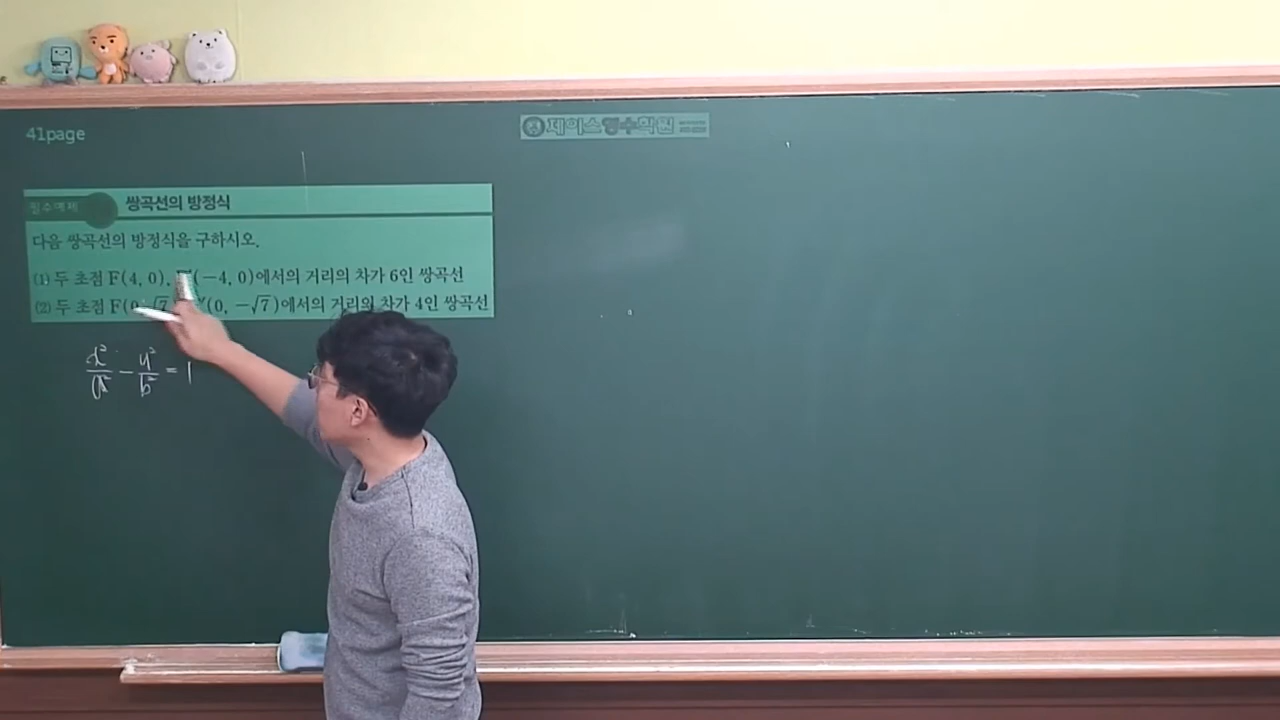 41page
제이스영수학원
필수예제 쌍곡선의 방정식
다음 쌍곡선의 방정식을 구하시오.
(1) 두 초점 F(4, 0), (−4, 0)에서의 거리의 차가 6인 쌍곡선
(2) 두 초점 F(0, √7 (0, −√7)에서의 거리의 차가 4인 쌍곡선
x²/a² − y²/b² = 1